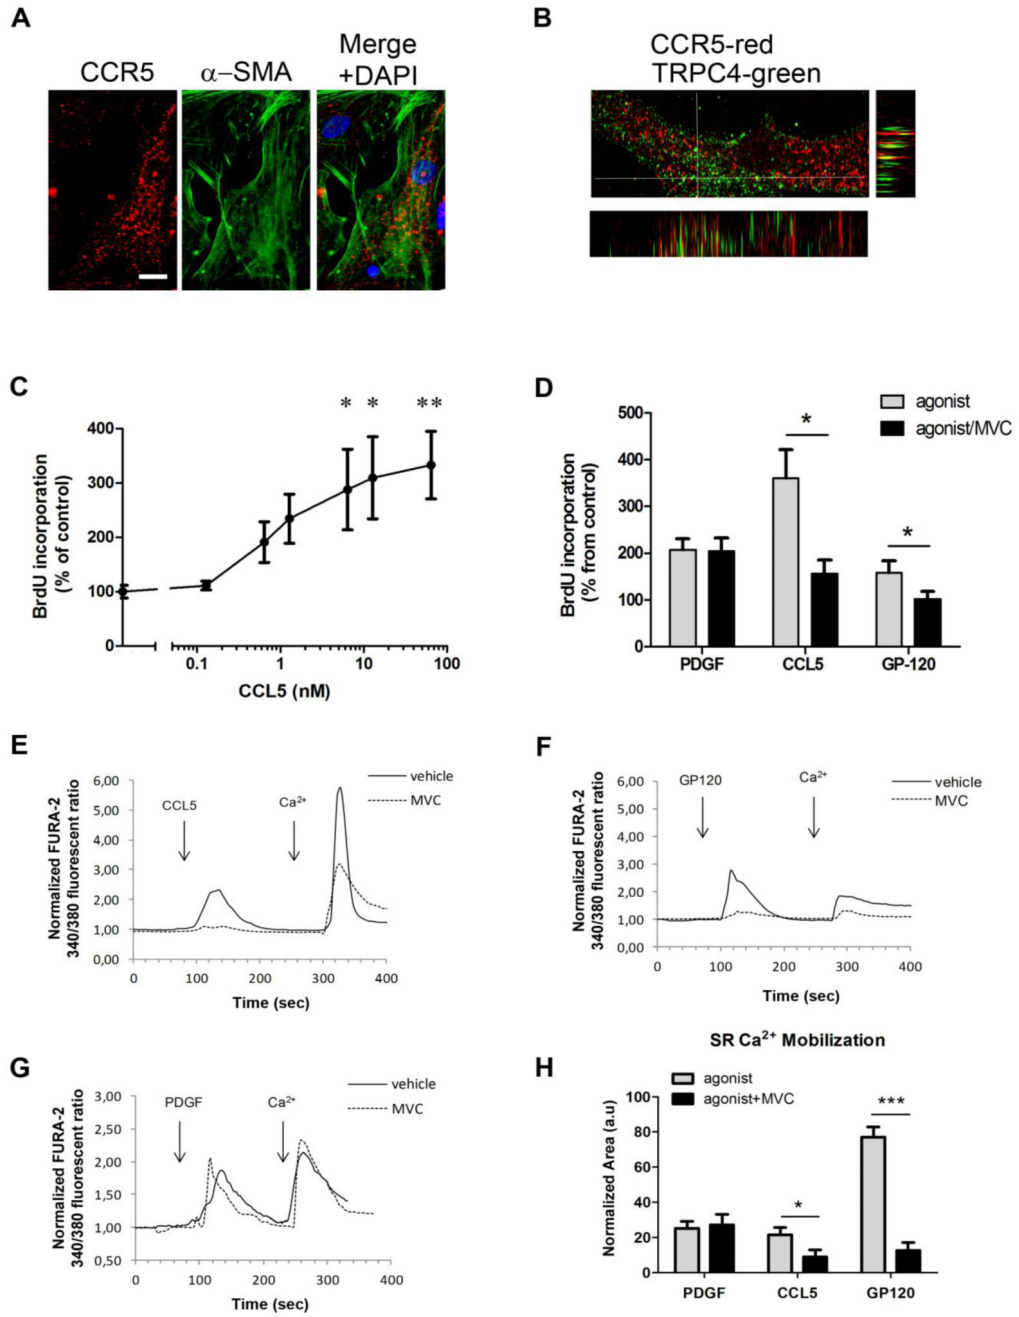 A
CCR5
α-SMA
Merge
+DAPI
B
CCR5-red
TRPC4-green
C
BrdU incorporation
(% of control)
400
300
200
100
0
* * **
0.1 1 10 100
CCL5 (nM)
D
BrdU incorporation
(% from control)
500
400
300
200
100
0
agonist
agonist/MVC
*
*
PDGF CCL5 GP-120
E
Normalized FURA-2
340/380 fluorescent ratio
6,00
5,00
4,00
3,00
2,00
1,00
0,00
vehicle
MVC
CCL5
Ca²⁺
0 100 200 300 400
Time (sec)
F
Normalized FURA-2
340/380 fluorescent ratio
6,00
5,00
4,00
3,00
2,00
1,00
0,00
vehicle
MVC
GP120
Ca²⁺
0 100 200 300 400
Time (sec)
G
Normalized FURA-2
340/380 fluorescent ratio
3,00
2,50
2,00
1,50
1,00
0,50
vehicle
MVC
PDGF
Ca²⁺
0 100 200 300 400
Time (sec)
SR Ca²⁺ Mobilization
H
Normalized Area (a.u)
100
80
60
40
20
0
agonist
agonist+MVC
*
***
PDGF CCL5 GP120